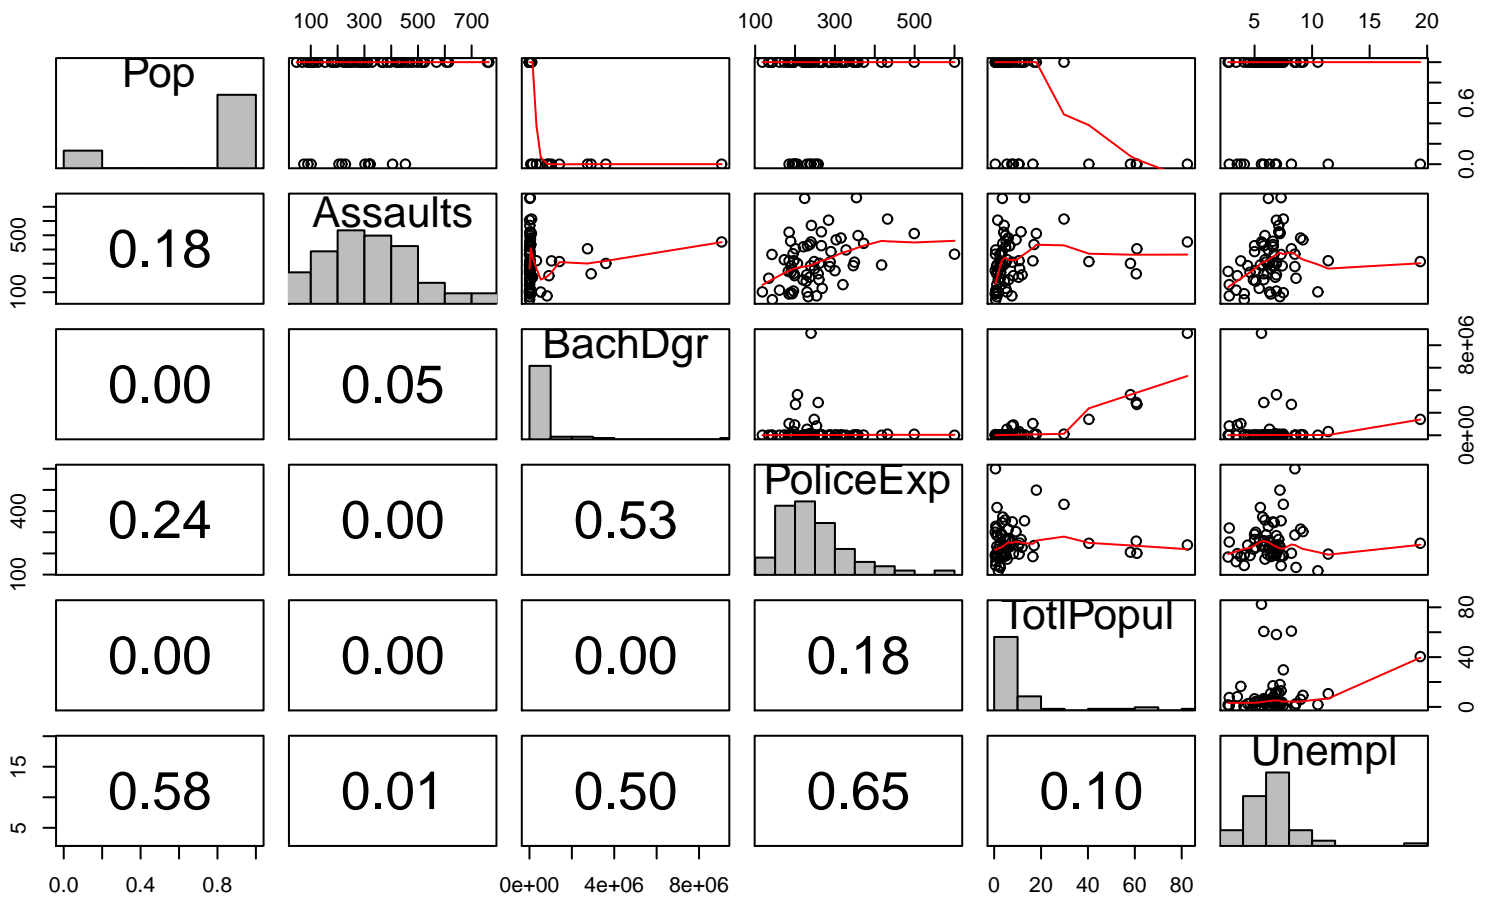 100 300 500 700 100 300 500 5 10 15 20
Pop
0.0 0.6
100 500
0.18
Assaults
0.00 0.05
BachDgr
0e+00 8e+06
100 400
0.24 0.00 0.53
PoliceExp
0.00 0.00 0.00 0.18
TotlPopul
0 40 80
5 15
0.58 0.01 0.50 0.65 0.10
Unempl
0.0 0.4 0.8 0e+00 4e+06 8e+06 0 20 40 60 80